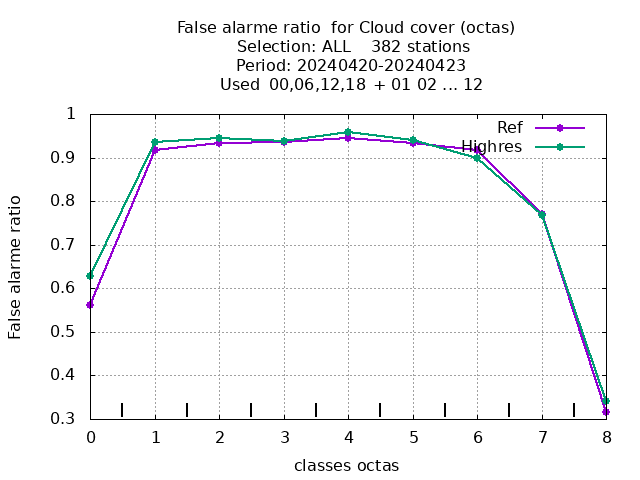 False alarme ratio  for Cloud cover (octas)
Selection: ALL    382 stations
Period: 20240420-20240423
Used  00,06,12,18  + 01 02 ... 12
Ref
Highres
1
0.9
0.8
0.7
0.6
0.5
0.4
0.3
False alarme ratio
0 1 2 3 4 5 6 7 8
classes octas